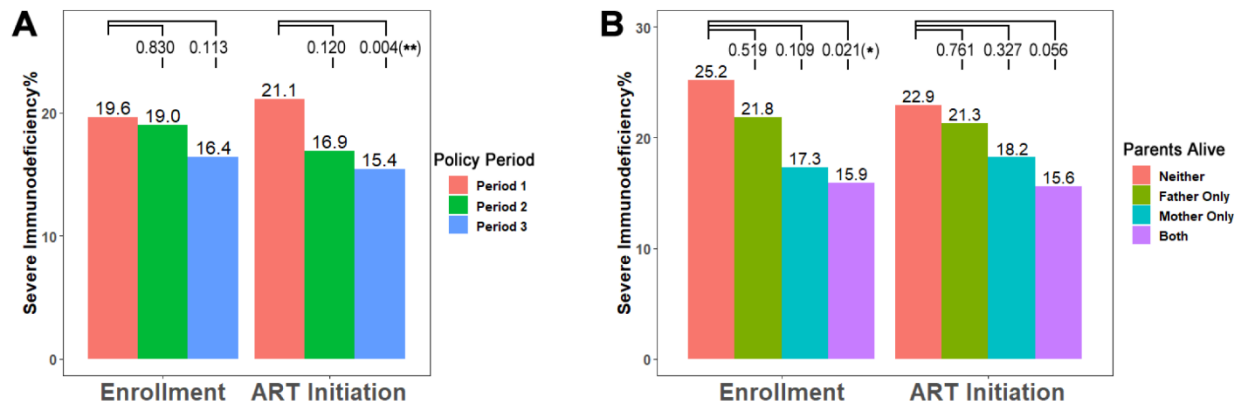 A
Severe Immunodeficiency%
0
10
20
0.830 0.113
0.120 0.004(**)
19.6 19.0 16.4
21.1 16.9 15.4
Enrollment ART Initiation
Policy Period
Period 1
Period 2
Period 3
B
Severe Immunodeficiency%
0
10
20
30
0.519 0.109 0.021(*)
0.761 0.327 0.056
25.2 21.8 17.3 15.9
22.9 21.3 18.2 15.6
Enrollment ART Initiation
Parents Alive
Neither
Father Only
Mother Only
Both